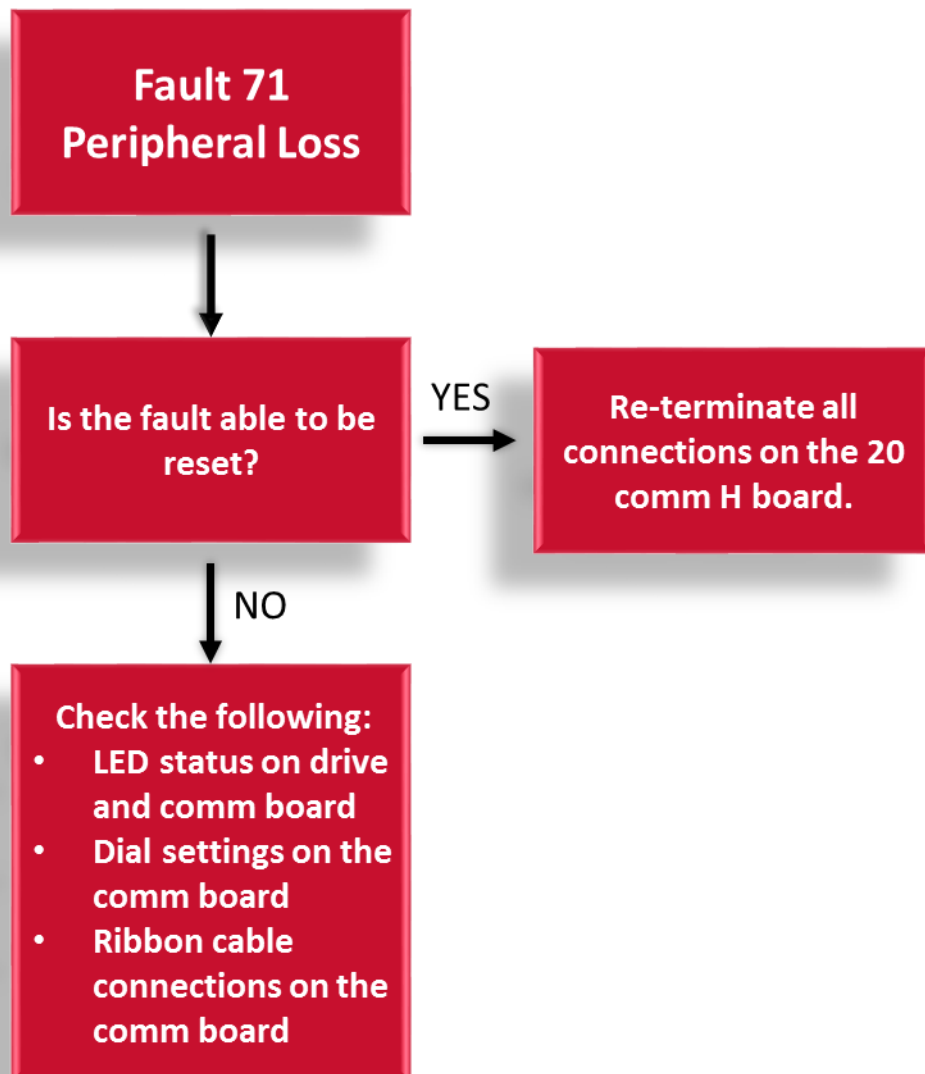 Fault 71
Peripheral Loss
Is the fault able to be
reset?
YES
Re-terminate all
connections on the 20
comm H board.
NO
Check the following:
• LED status on drive
and comm board
• Dial settings on the
comm board
• Ribbon cable
connections on the
comm board